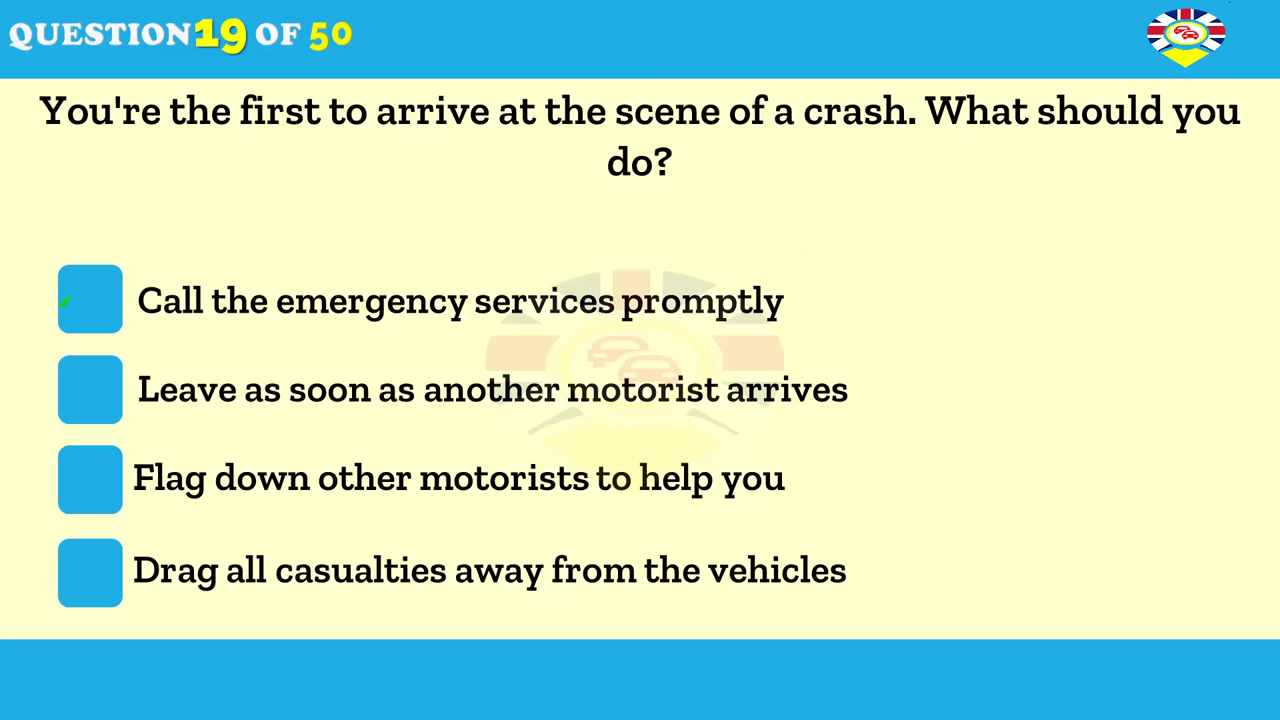 QUESTION 19 OF 50
You're the first to arrive at the scene of a crash. What should you
do?
Call the emergency services promptly
Leave as soon as another motorist arrives
Flag down other motorists to help you
Drag all casualties away from the vehicles